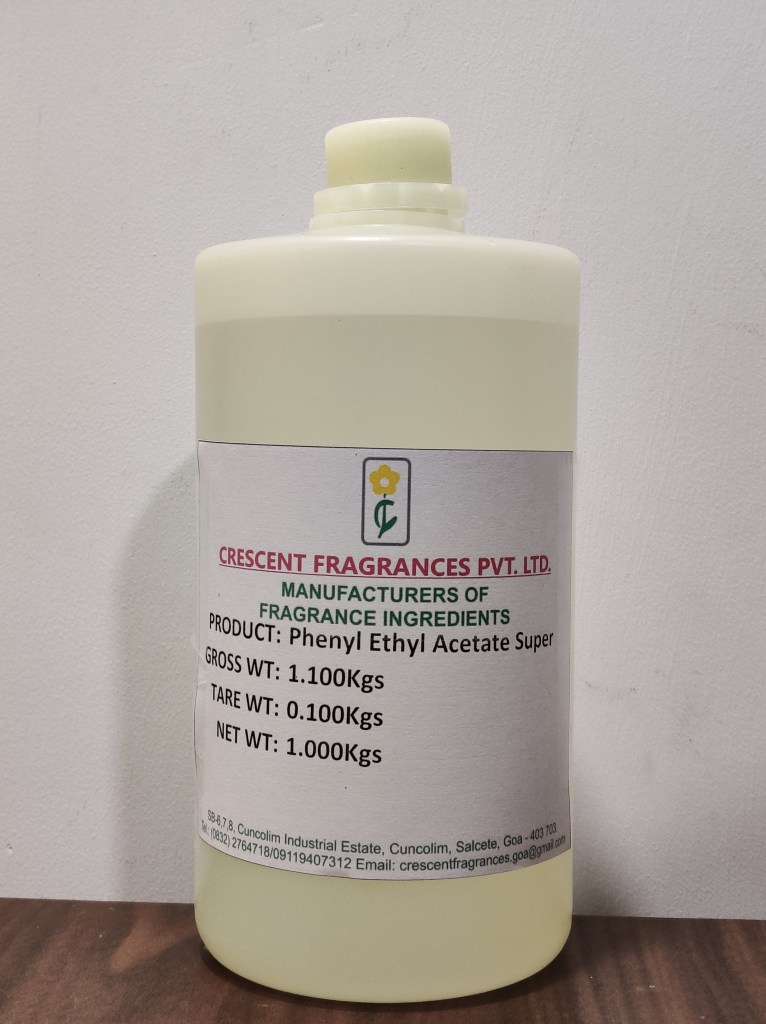 CRESCENT FRAGRANCES PVT. LTD.
MANUFACTURERS OF
FRAGRANCE INGREDIENTS
PRODUCT: Phenyl Ethyl Acetate Super
GROSS WT: 1.100Kgs
TARE WT: 0.100Kgs
NET WT: 1.000Kgs
SB-6,7,8, Cuncolim Industrial Estate, Cuncolim, Salcete, Goa - 403 703.
Tel.: (0832) 2764718/09119407312 Email: crescentfragrances.goa@gmail.com